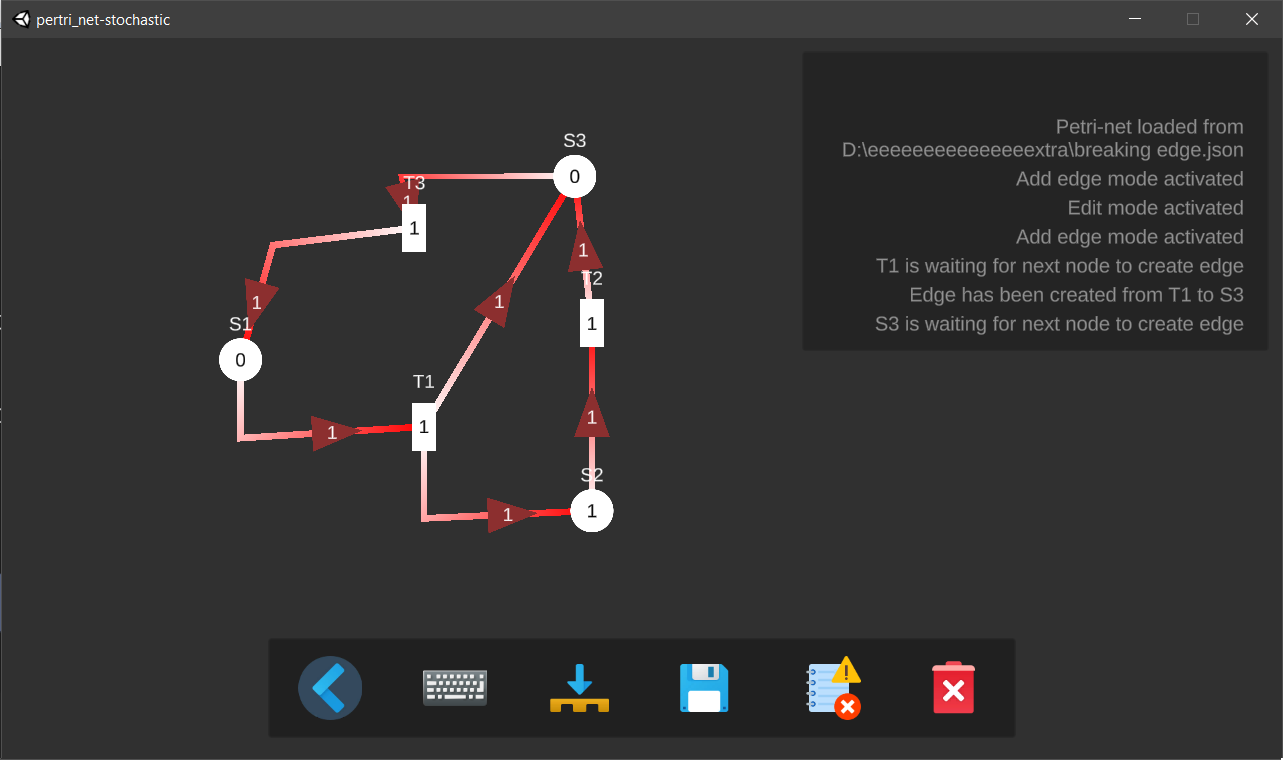 pertri_net-stochastic
Petri-net loaded from
D:\eeeeeeeeeeeeeeextra\breaking edge.json
Add edge mode activated
Edit mode activated
Add edge mode activated
T1 is waiting for next node to create edge
Edge has been created from T1 to S3
S3 is waiting for next node to create edge
S3
0
T3
1
1
1
T2
1
1
S1
0
1
T1
1
1
1
S2
1
1